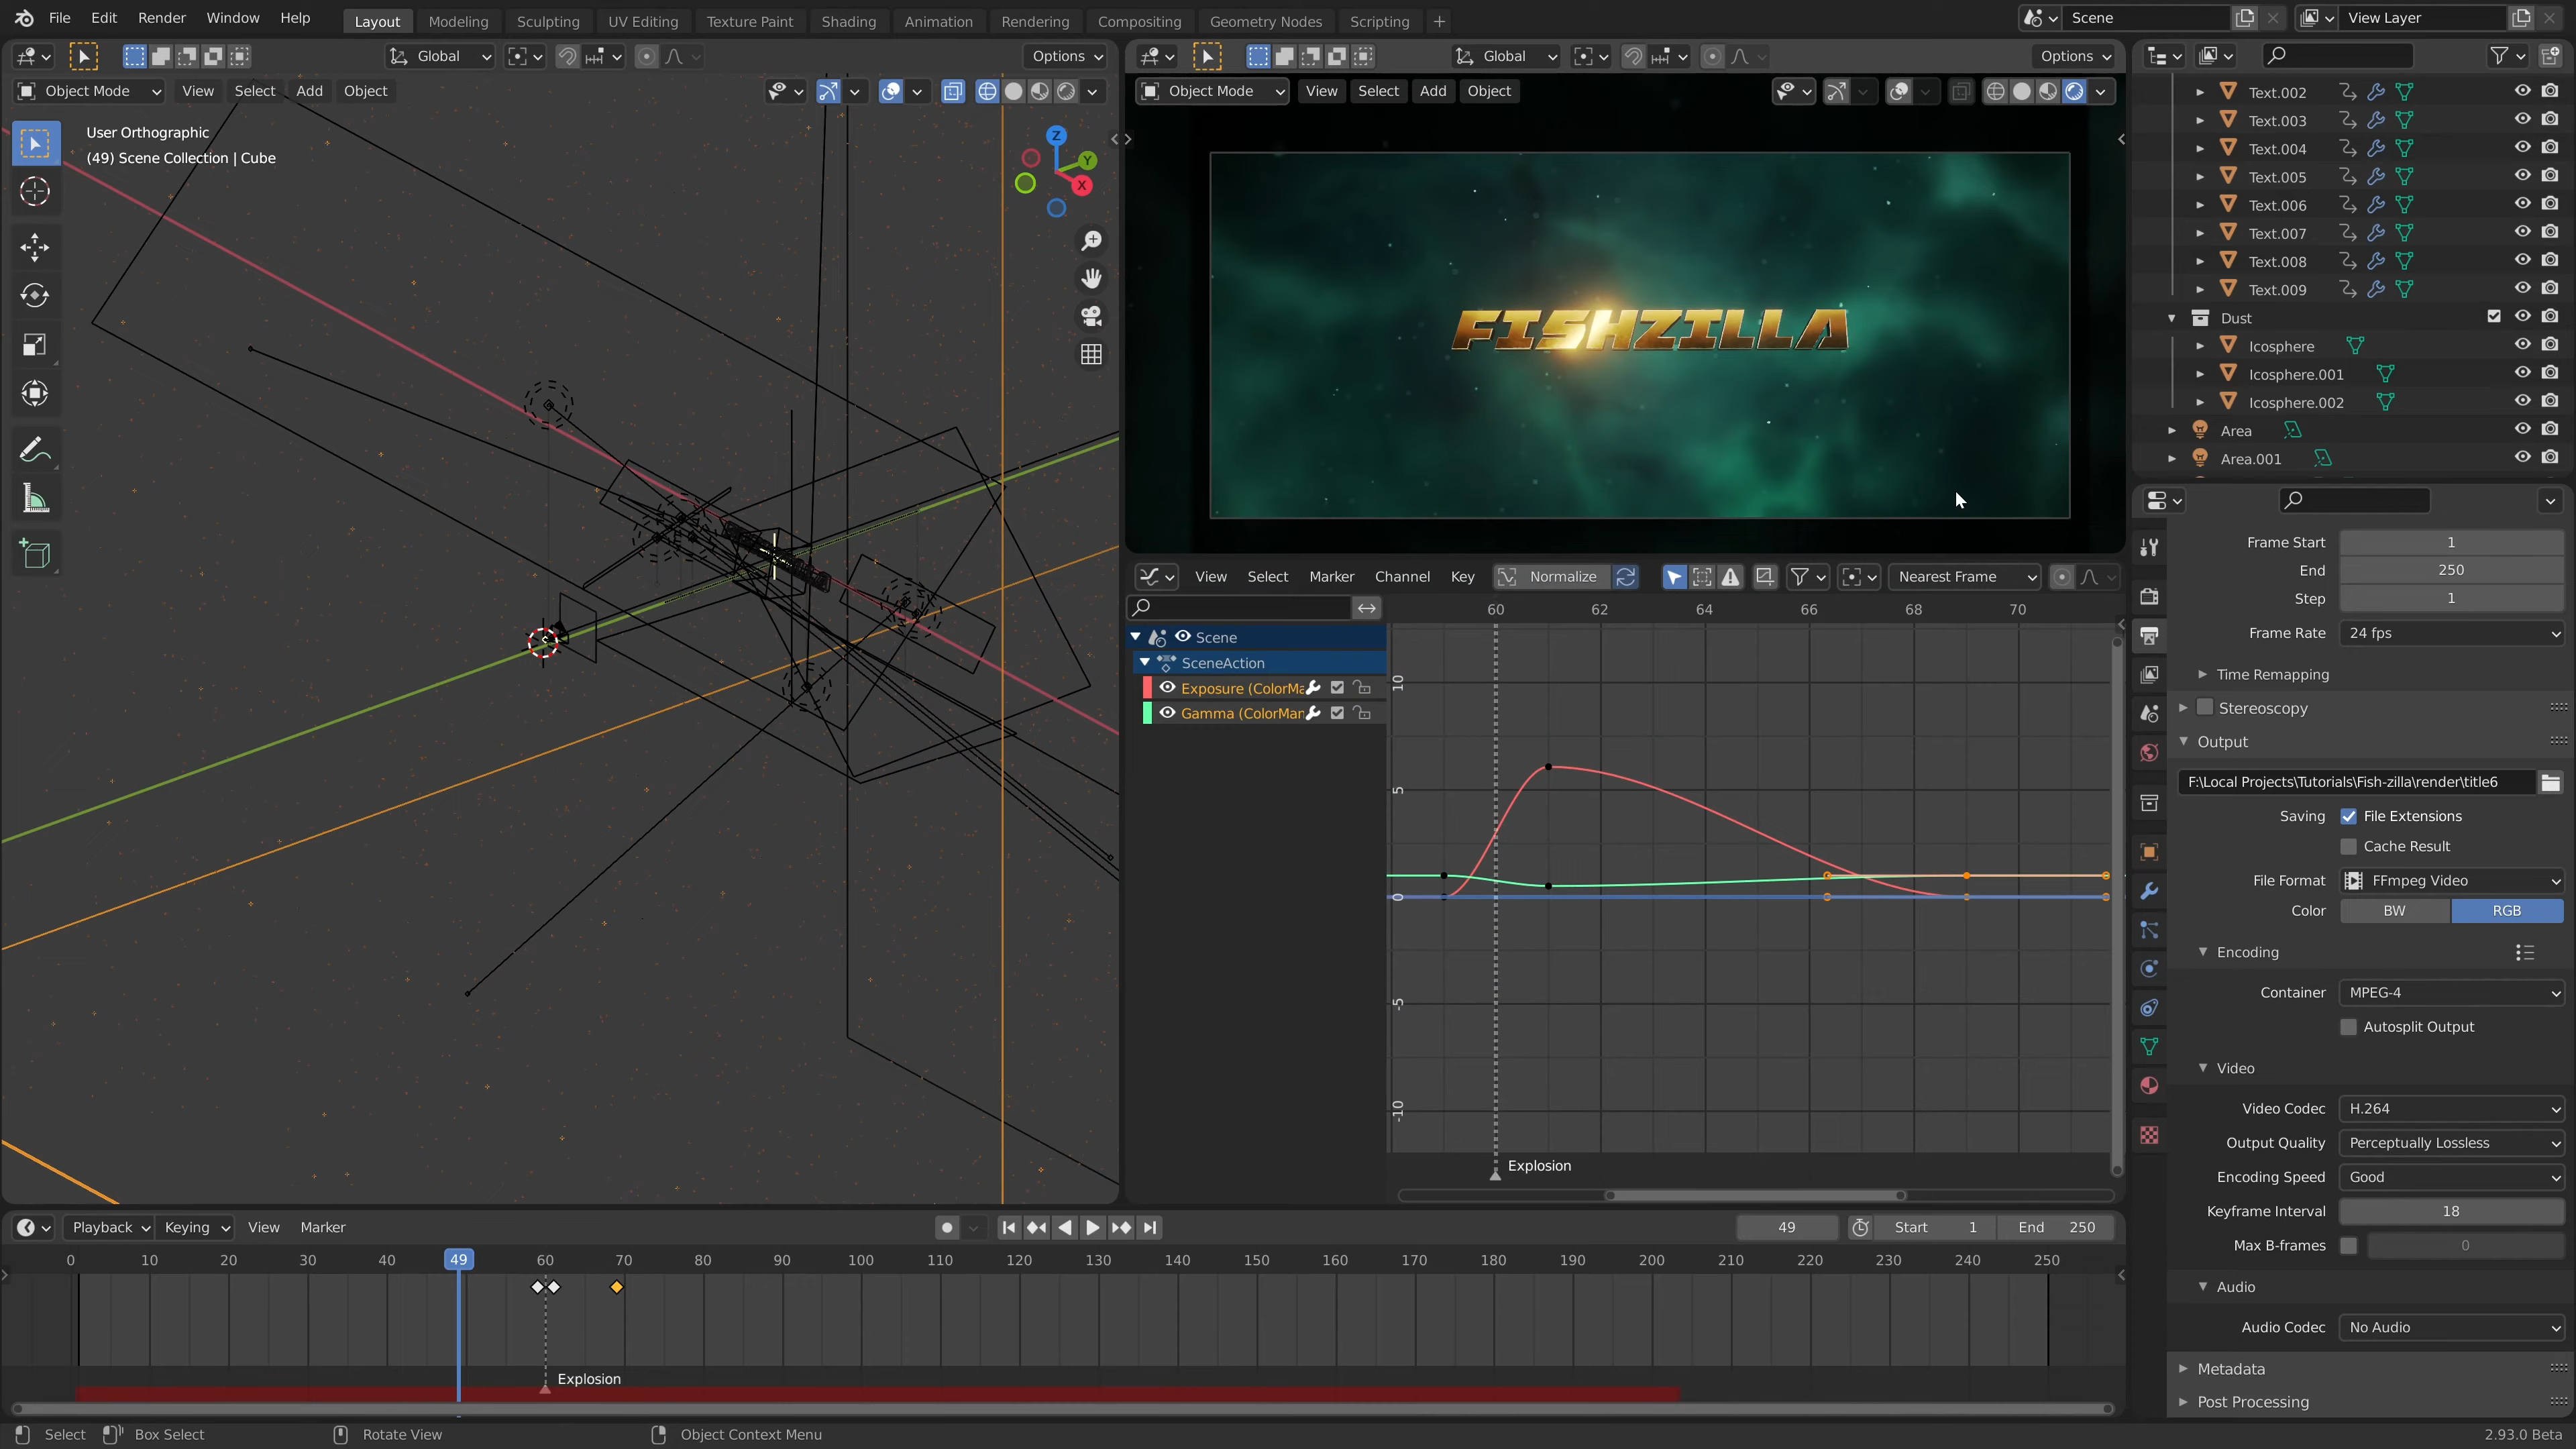 File Edit Render Window Help
Layout Modeling Sculpting UV Editing Texture Paint Shading Animation Rendering Compositing Geometry Nodes Scripting +
Scene
View Layer
Global
Options
Object Mode View Select Add Object
User Orthographic
(49) Scene Collection | Cube
Z
Y
X
Global
Options
Object Mode View Select Add Object
FISHZILLA
Text.002
Text.003
Text.004
Text.005
Text.006
Text.007
Text.008
Text.009
Dust
Icosphere
Icosphere.001
Icosphere.002
Area
Area.001
View Select Marker Channel Key Normalize Nearest Frame
60 62 64 66 68 70
Scene
SceneAction
Exposure (ColorMa
Gamma (ColorMar
10
5
0
-5
-10
Explosion
Frame Start 1
End 250
Step 1
Frame Rate 24 fps
Time Remapping
Stereoscopy
Output
F:\Local Projects\Tutorials\Fish-zilla\render\title6
Saving File Extensions
Cache Result
File Format FFmpeg Video
Color BW RGB
Encoding
Container MPEG-4
Autosplit Output
Video
Video Codec H.264
Output Quality Perceptually Lossless
Encoding Speed Good
Keyframe Interval 18
Max B-frames 0
Audio
Audio Codec No Audio
Metadata
Post Processing
Playback Keying View Marker
49 Start 1 End 250
0 10 20 30 40 49 60 70 80 90 100 110 120 130 140 150 160 170 180 190 200 210 220 230 240 250
Explosion
Select Box Select Rotate View Object Context Menu
2.93.0 Beta